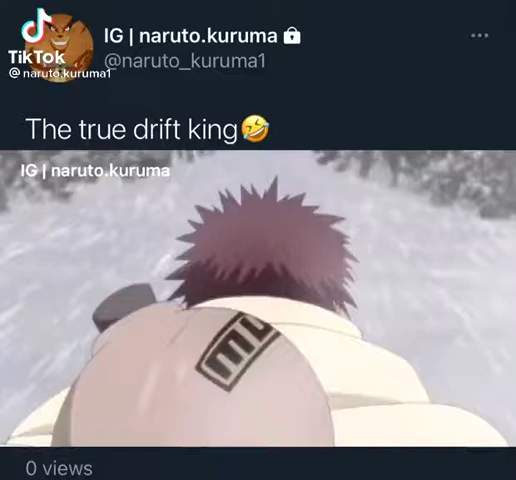 IG | naruto.kuruma
TikTok
@naruto_kuruma1
@ naruto.kuruma1
The true drift king🤣
IG | naruto.kuruma
0 views